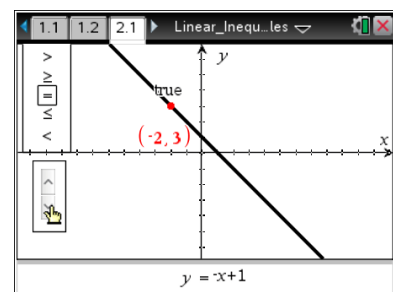 1.1 1.2 2.1 Linear_Inequ…les
>
≥
=
≤
<
y
true
(-2, 3)
x
y = -x+1